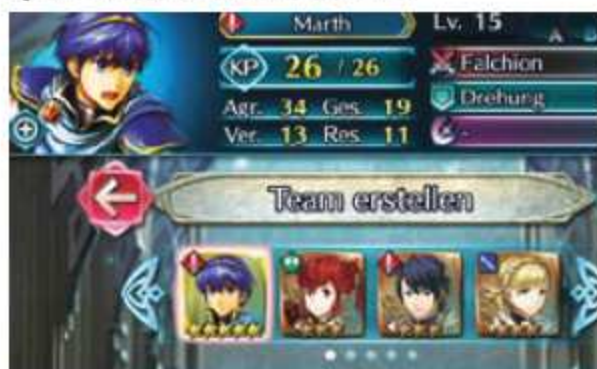 Marth
Lv. 15
KP 26 / 26
Falchion
Agr. 34 Ges. 19
Drehung
Ver. 13 Res. 11
-
Team erstellen